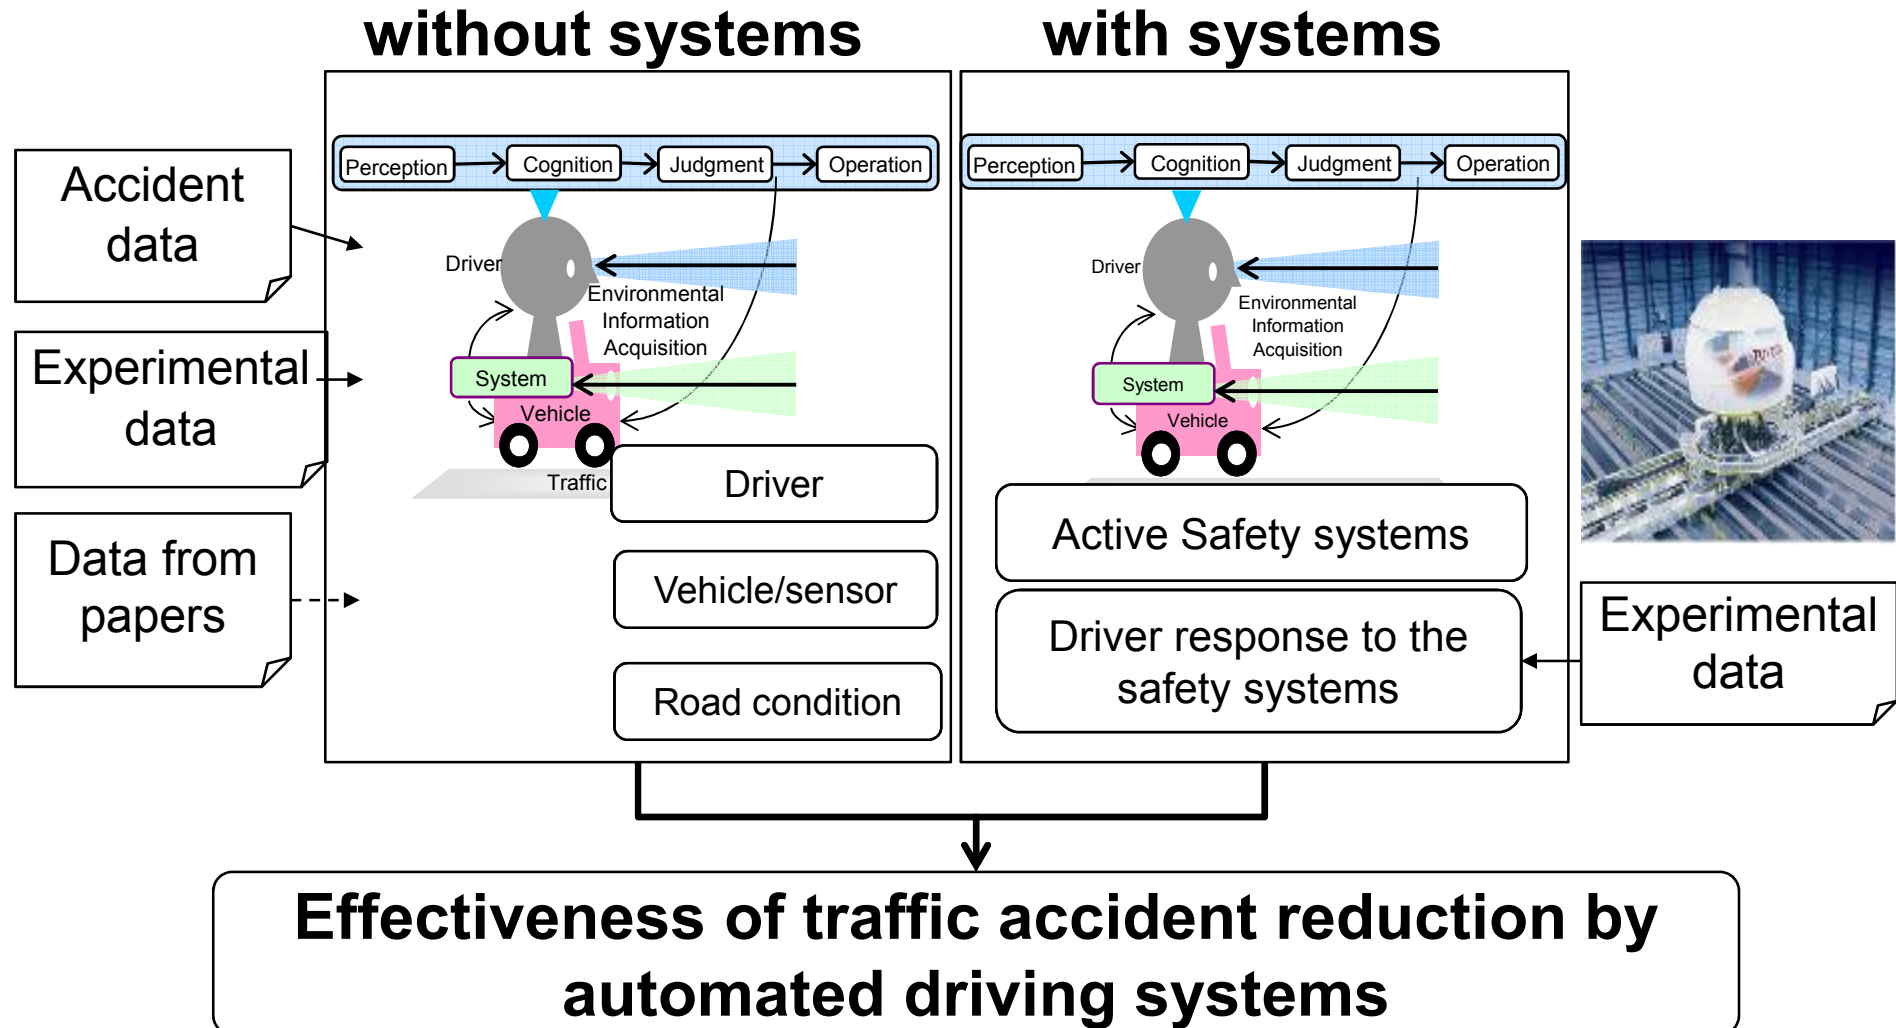 without systems
with systems
Accident
data
Experimental
data
Data from
papers
Perception
Cognition
Judgment
Operation
Driver
Environmental
Information
Acquisition
System
Vehicle
Traffic
Driver
Vehicle/sensor
Road condition
Perception
Cognition
Judgment
Operation
Driver
Environmental
Information
Acquisition
System
Vehicle
Active Safety systems
Driver response to the
safety systems
Experimental
data
Effectiveness of traffic accident reduction by
automated driving systems